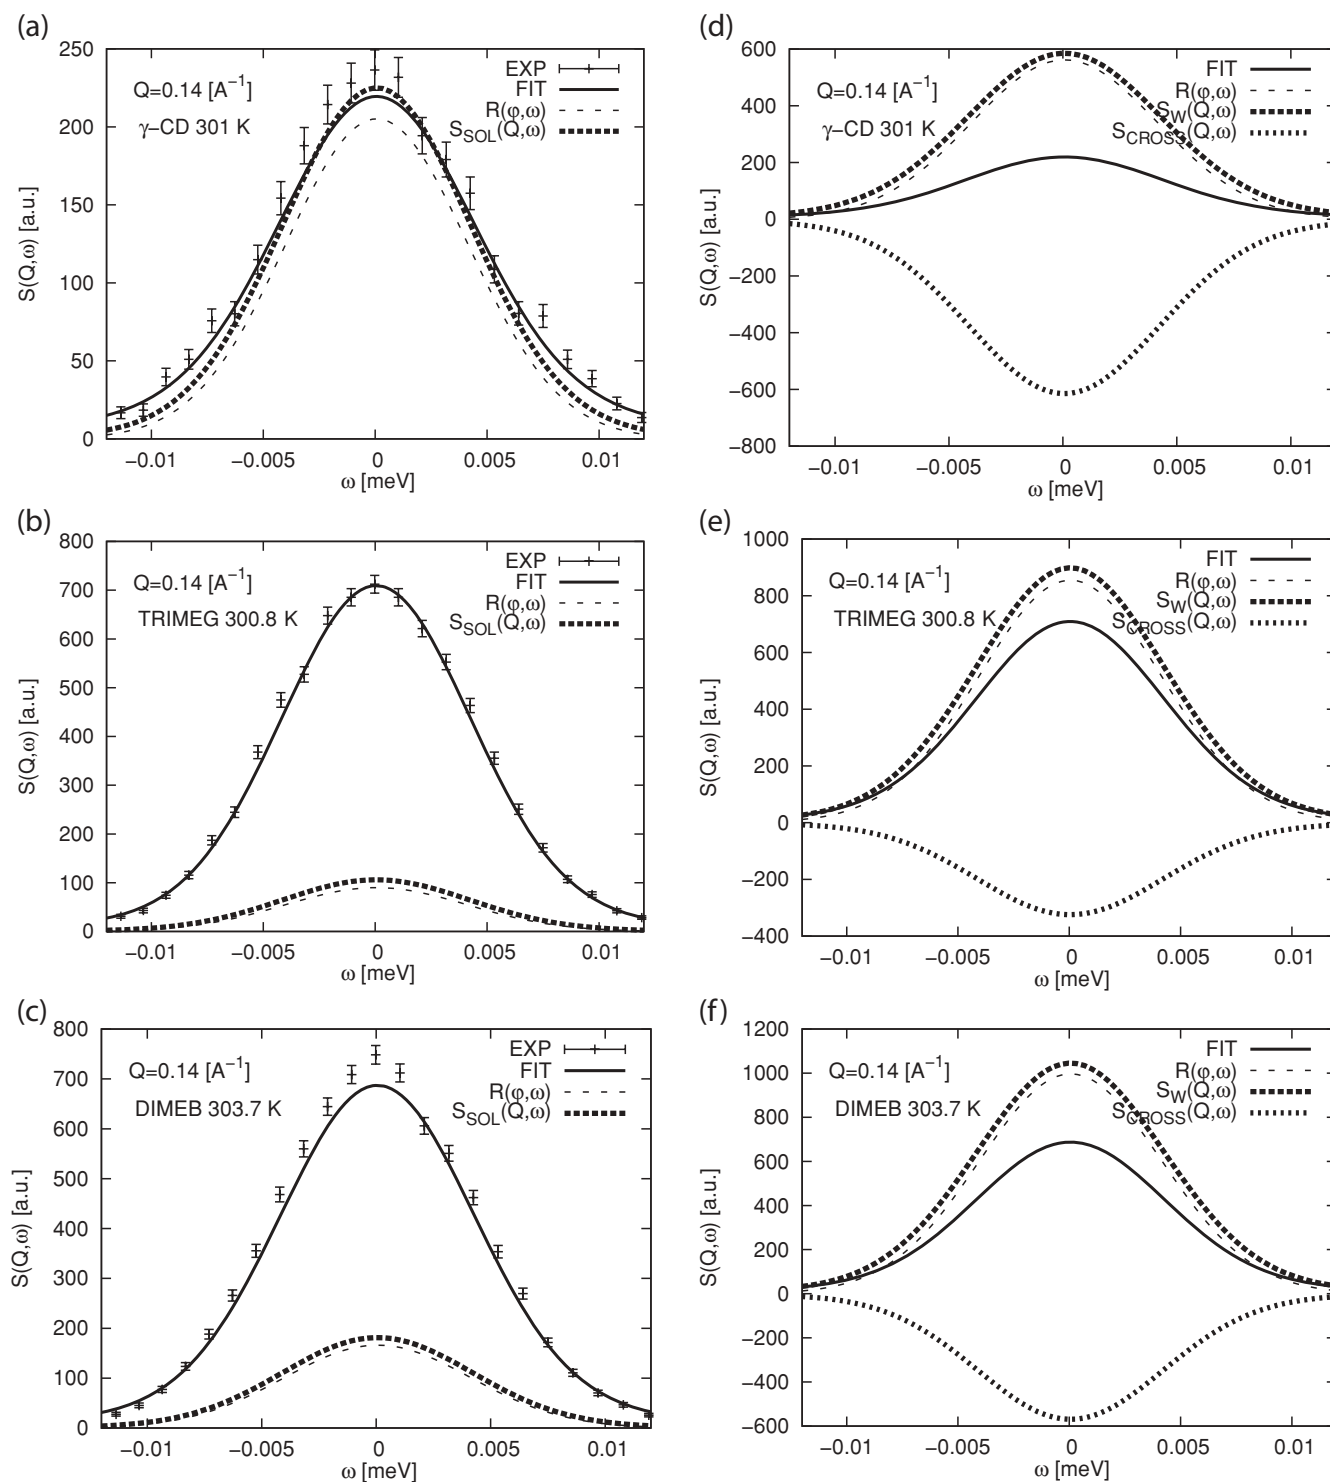 (a)
250
200
150
100
50
0
S(Q,ω) [a.u.]
Q=0.14 [A⁻¹]
γ−CD 301 K
EXP
FIT
R(φ,ω)
S_SOL(Q,ω)
−0.01 −0.005 0 0.005 0.01
ω [meV]
(d)
600
400
200
0
−200
−400
−600
−800
S(Q,ω) [a.u.]
Q=0.14 [A⁻¹]
γ−CD 301 K
FIT
R(φ,ω)
S_W(Q,ω)
S_CROSS(Q,ω)
−0.01 −0.005 0 0.005 0.01
ω [meV]
(b)
800
700
600
500
400
300
200
100
0
S(Q,ω) [a.u.]
Q=0.14 [A⁻¹]
TRIMEG 300.8 K
EXP
FIT
R(φ,ω)
S_SOL(Q,ω)
−0.01 −0.005 0 0.005 0.01
ω [meV]
(e)
1000
800
600
400
200
0
−200
−400
S(Q,ω) [a.u.]
Q=0.14 [A⁻¹]
TRIMEG 300.8 K
FIT
R(φ,ω)
S_W(Q,ω)
S_CROSS(Q,ω)
−0.01 −0.005 0 0.005 0.01
ω [meV]
(c)
800
700
600
500
400
300
200
100
0
S(Q,ω) [a.u.]
Q=0.14 [A⁻¹]
DIMEB 303.7 K
EXP
FIT
R(φ,ω)
S_SOL(Q,ω)
−0.01 −0.005 0 0.005 0.01
ω [meV]
(f)
1200
1000
800
600
400
200
0
−200
−400
−600
S(Q,ω) [a.u.]
Q=0.14 [A⁻¹]
DIMEB 303.7 K
FIT
R(φ,ω)
S_W(Q,ω)
S_CROSS(Q,ω)
−0.01 −0.005 0 0.005 0.01
ω [meV]